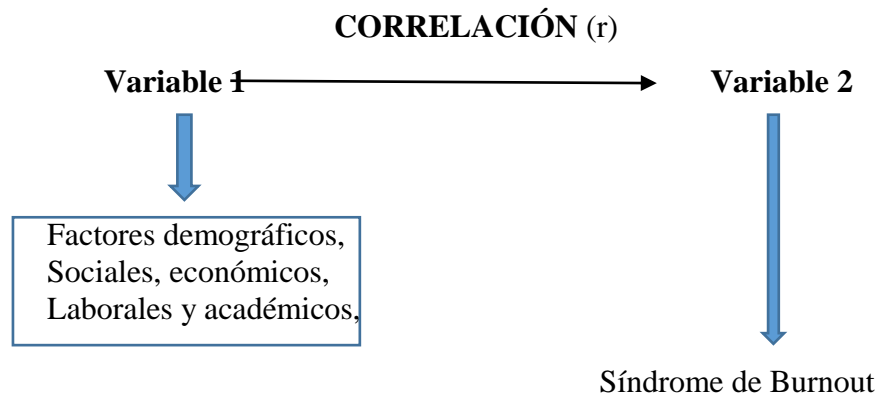 CORRELACIÓN (r)
Variable 1 Variable 2
Factores demográficos,
Sociales, económicos,
Laborales y académicos,
Síndrome de Burnout